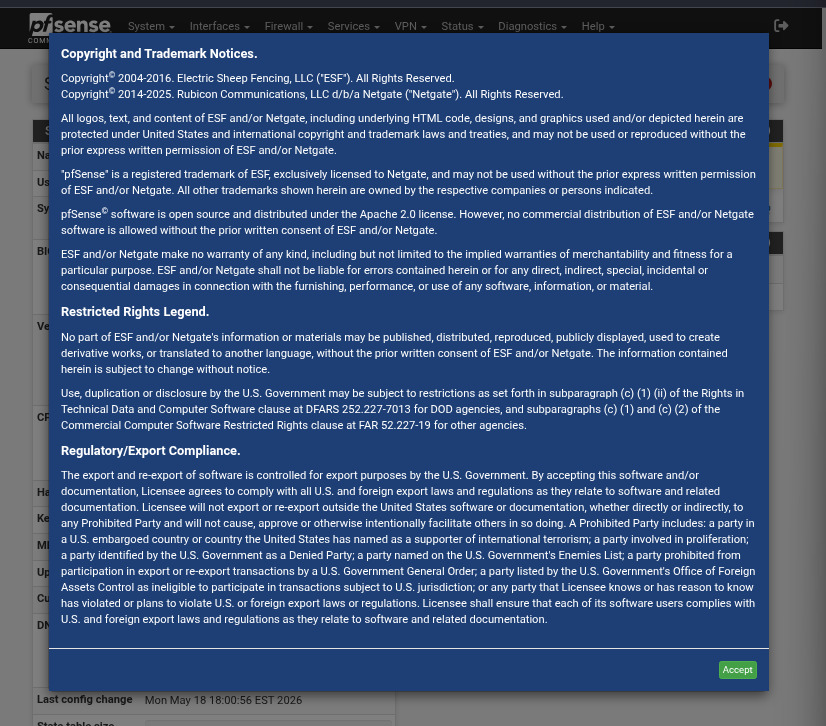 pfsense
COMM
System
Interfaces
Firewall
Services
VPN
Status
Diagnostics
Help
Copyright and Trademark Notices.
Copyright© 2004-2016. Electric Sheep Fencing, LLC ("ESF"). All Rights Reserved.
Copyright© 2014-2025. Rubicon Communications, LLC d/b/a Netgate ("Netgate"). All Rights Reserved.
All logos, text, and content of ESF and/or Netgate, including underlying HTML code, designs, and graphics used and/or depicted herein are
protected under United States and international copyright and trademark laws and treaties, and may not be used or reproduced without the
prior express written permission of ESF and/or Netgate.
"pfSense" is a registered trademark of ESF, exclusively licensed to Netgate, and may not be used without the prior express written permission
of ESF and/or Netgate. All other trademarks shown herein are owned by the respective companies or persons indicated.
pfSense© software is open source and distributed under the Apache 2.0 license. However, no commercial distribution of ESF and/or Netgate
software is allowed without the prior written consent of ESF and/or Netgate.
ESF and/or Netgate make no warranty of any kind, including but not limited to the implied warranties of merchantability and fitness for a
particular purpose. ESF and/or Netgate shall not be liable for errors contained herein or for any direct, indirect, special, incidental or
consequential damages in connection with the furnishing, performance, or use of any software, information, or material.
Restricted Rights Legend.
No part of ESF and/or Netgate's information or materials may be published, distributed, reproduced, publicly displayed, used to create
derivative works, or translated to another language, without the prior written consent of ESF and/or Netgate. The information contained
herein is subject to change without notice.
Use, duplication or disclosure by the U.S. Government may be subject to restrictions as set forth in subparagraph (c) (1) (ii) of the Rights in
Technical Data and Computer Software clause at DFARS 252.227-7013 for DOD agencies, and subparagraphs (c) (1) and (c) (2) of the
Commercial Computer Software Restricted Rights clause at FAR 52.227-19 for other agencies.
Regulatory/Export Compliance.
The export and re-export of software is controlled for export purposes by the U.S. Government. By accepting this software and/or
documentation, Licensee agrees to comply with all U.S. and foreign export laws and regulations as they relate to software and related
documentation. Licensee will not export or re-export outside the United States software or documentation, whether directly or indirectly, to
any Prohibited Party and will not cause, approve or otherwise intentionally facilitate others in so doing. A Prohibited Party includes: a party in
a U.S. embargoed country or country the United States has named as a supporter of international terrorism; a party involved in proliferation;
a party identified by the U.S. Government as a Denied Party; a party named on the U.S. Government's Enemies List; a party prohibited from
participation in export or re-export transactions by a U.S. Government General Order; a party listed by the U.S. Government's Office of Foreign
Assets Control as ineligible to participate in transactions subject to U.S. jurisdiction; or any party that Licensee knows or has reason to know
has violated or plans to violate U.S. or foreign export laws or regulations. Licensee shall ensure that each of its software users complies with
U.S. and foreign export laws and regulations as they relate to software and related documentation.
Accept
S
S
Na
Us
Sy
BI
Ve
CP
Ha
Ke
Up
Cu
DN
Last config change Mon May 18 18:00:56 EST 2026
State table size